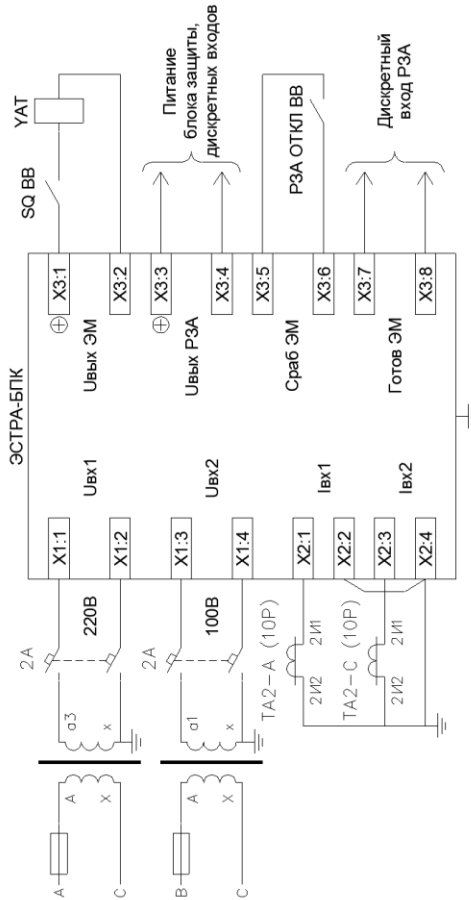 ЭСТРА-БПК
A
a3
2А
X
x
C
220В
X1:1
X1:2
Uвх1
B
A
a1
2А
X
x
C
100В
X1:3
X1:4
Uвх2
TA2-A (10P)
2И2
2И1
X2:1
X2:2
Iвх1
TA2-C (10P)
2И2
2И1
X2:3
X2:4
Iвх2
Uвых ЭМ
X3:1
X3:2
SQ ВВ
YAT
Uвых РЗА
X3:3
X3:4
Питание
блока защиты,
дискретных входов
Сраб ЭМ
X3:5
X3:6
РЗА ОТКЛ ВВ
Готов ЭМ
X3:7
X3:8
Дискретный
вход РЗА